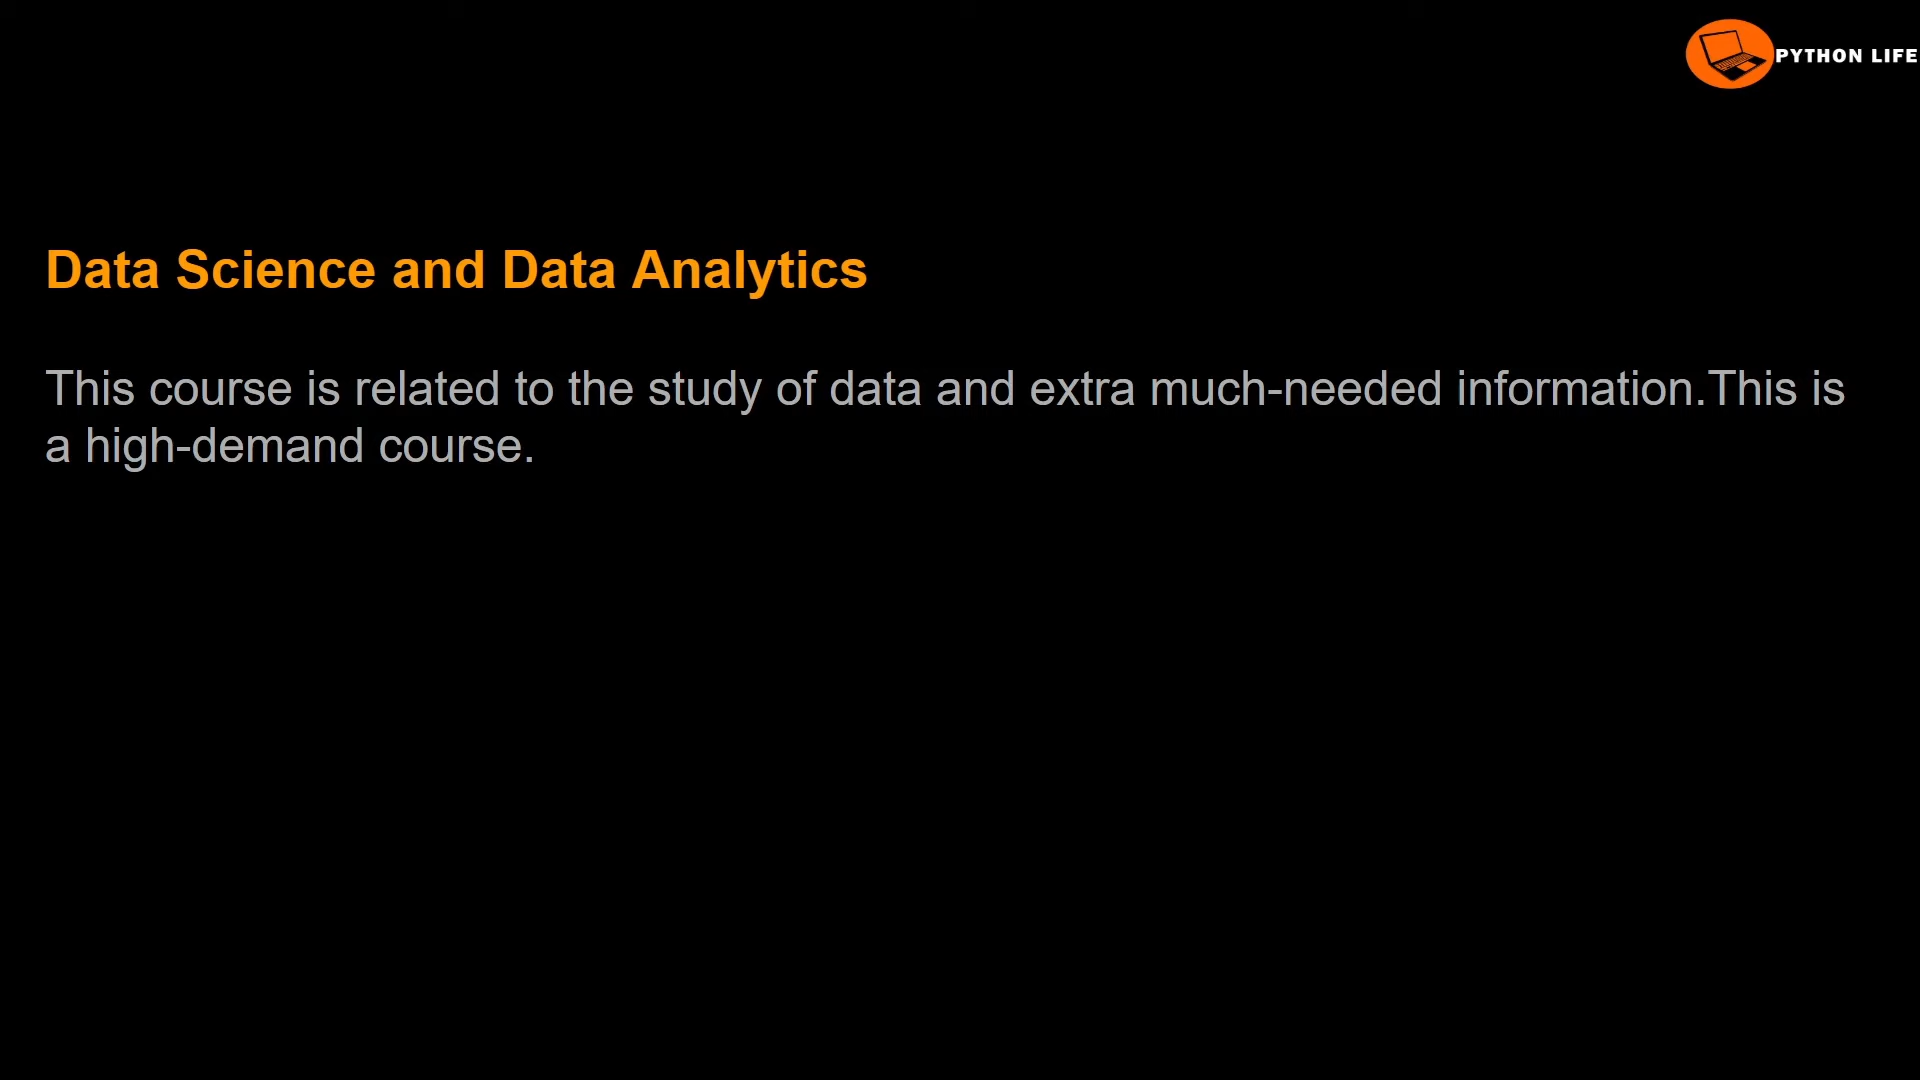 PYTHON LIFE
Data Science and Data Analytics
This course is related to the study of data and extra much-needed information.This is
a high-demand course.